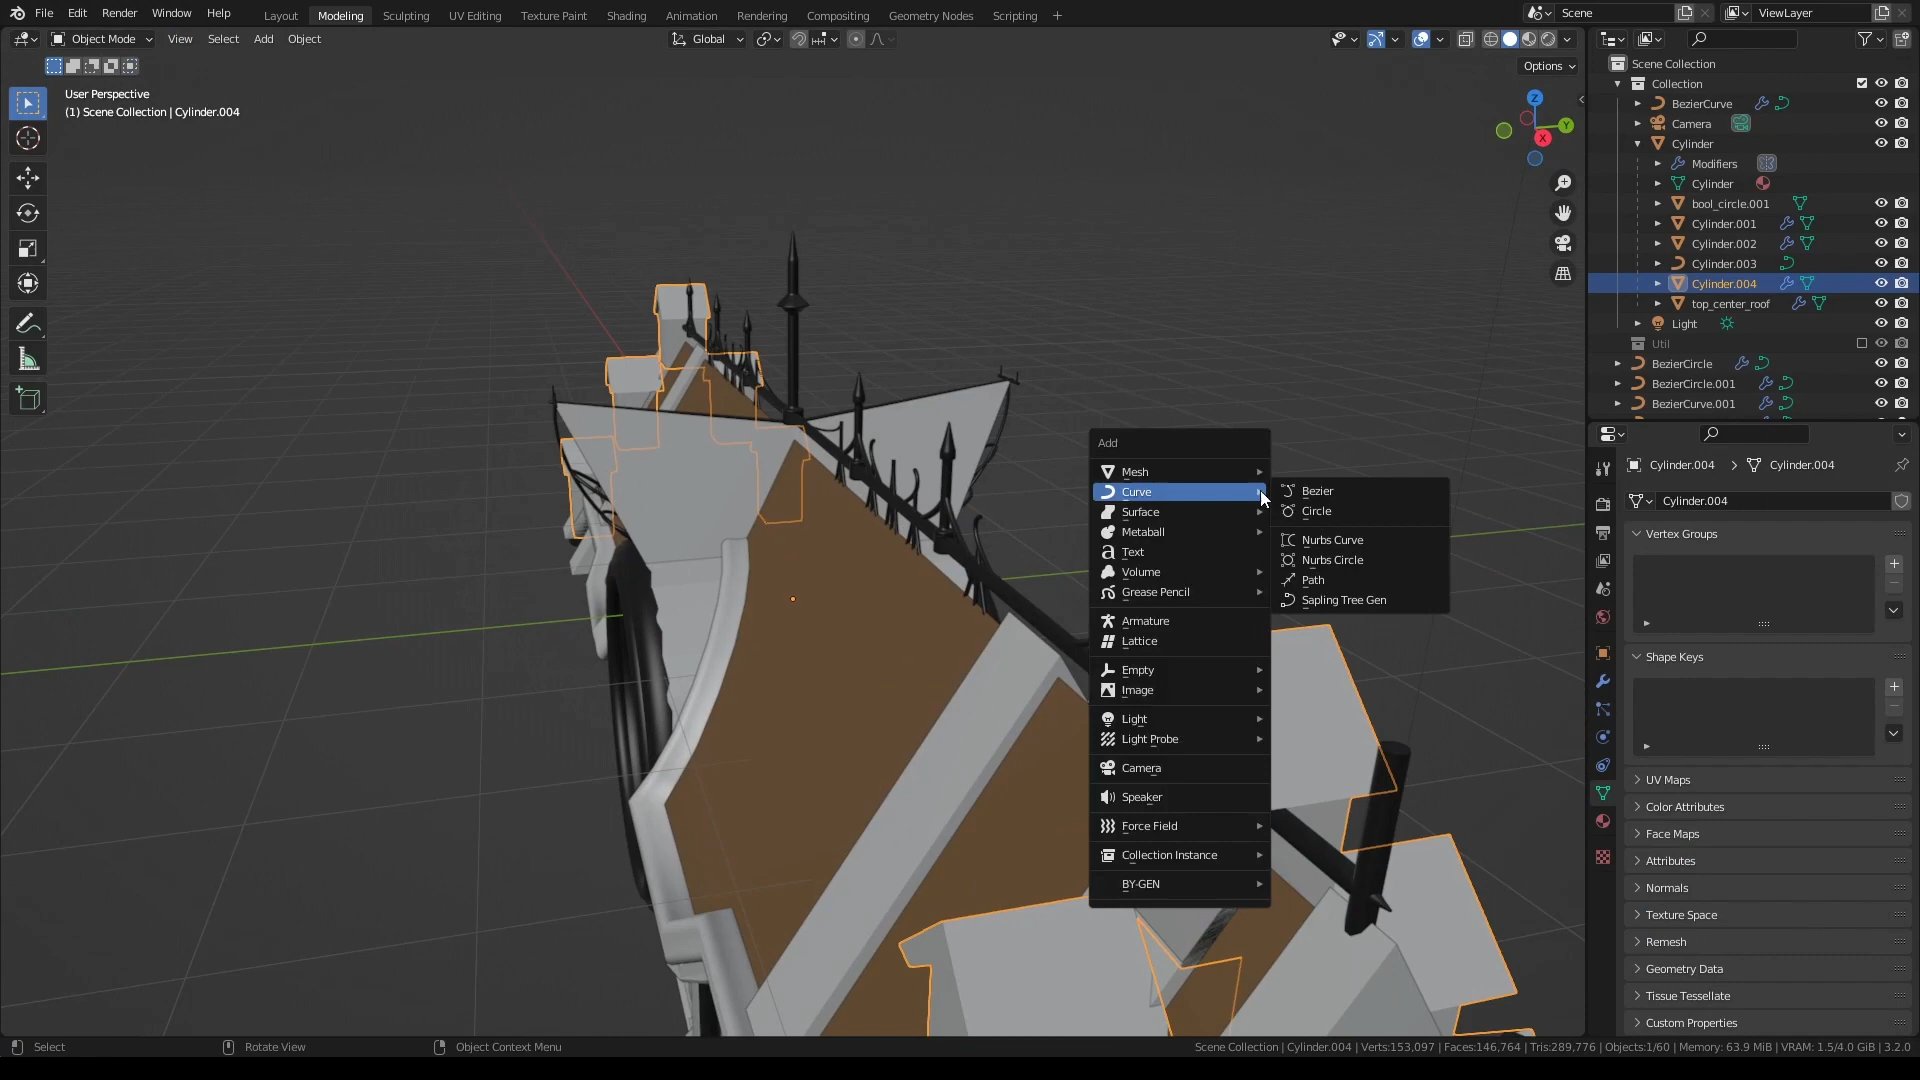 File Edit Render Window Help
Layout Modeling Sculpting UV Editing Texture Paint Shading Animation Rendering Compositing Geometry Nodes Scripting +
Scene
ViewLayer
Object Mode View Select Add Object
Global
Options
User Perspective
(1) Scene Collection | Cylinder.004
Z
Y
X
Scene Collection
Collection
BezierCurve
Camera
Cylinder
Modifiers
Cylinder
bool_circle.001
Cylinder.001
Cylinder.002
Cylinder.003
Cylinder.004
top_center_roof
Light
Util
BezierCircle
BezierCircle.001
BezierCurve.001
Add
Mesh
Curve
Surface
Metaball
Text
Volume
Grease Pencil
Armature
Lattice
Empty
Image
Light
Light Probe
Camera
Speaker
Force Field
Collection Instance
BY-GEN
Bezier
Circle
Nurbs Curve
Nurbs Circle
Path
Sapling Tree Gen
Cylinder.004 > Cylinder.004
Cylinder.004
Vertex Groups
Shape Keys
UV Maps
Color Attributes
Face Maps
Attributes
Normals
Texture Space
Remesh
Geometry Data
Tissue Tessellate
Custom Properties
Select
Rotate View
Object Context Menu
Scene Collection | Cylinder.004 | Verts:153,097 | Faces:146,764 | Tris:289,776 | Objects:1/60 | Memory: 63.9 MiB | VRAM: 1.5/4.0 GiB | 3.2.0